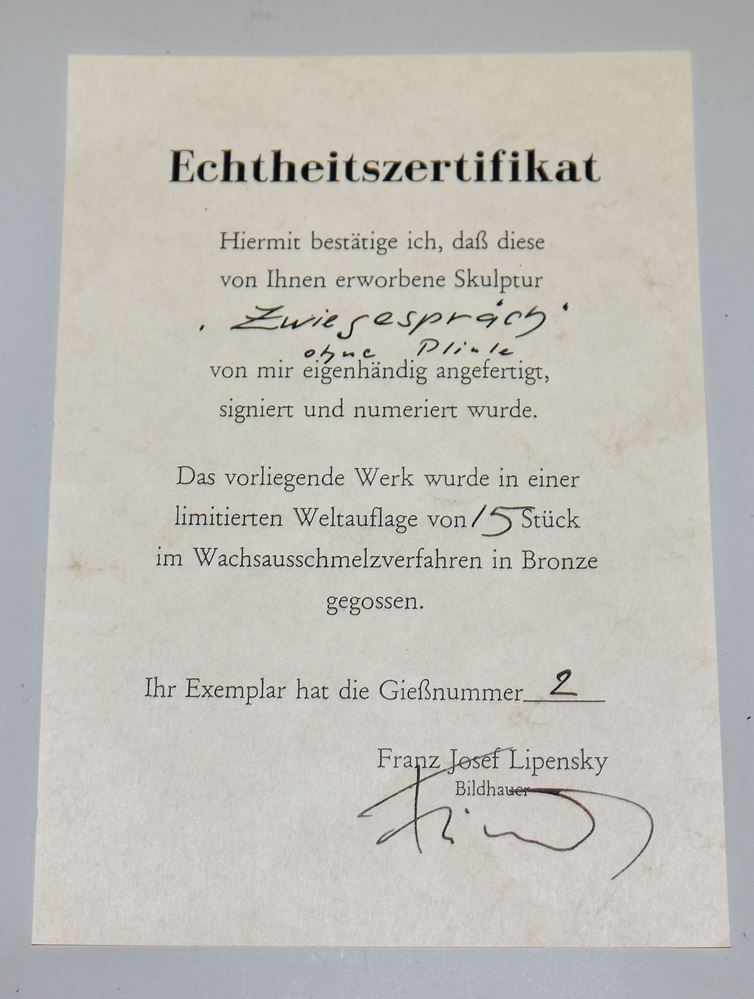 Echtheitszertifikat
Hiermit bestätige ich, daß diese
von Ihnen erworbene Skulptur
"Zwiegespräch"
ohne Plinte
von mir eigenhändig angefertigt,
signiert und numeriert wurde.
Das vorliegende Werk wurde in einer
limitierten Weltauflage von 15 Stück
im Wachsausschmelzverfahren in Bronze
gegossen.
Ihr Exemplar hat die Gießnummer 2
Franz Josef Lipensky
Bildhauer